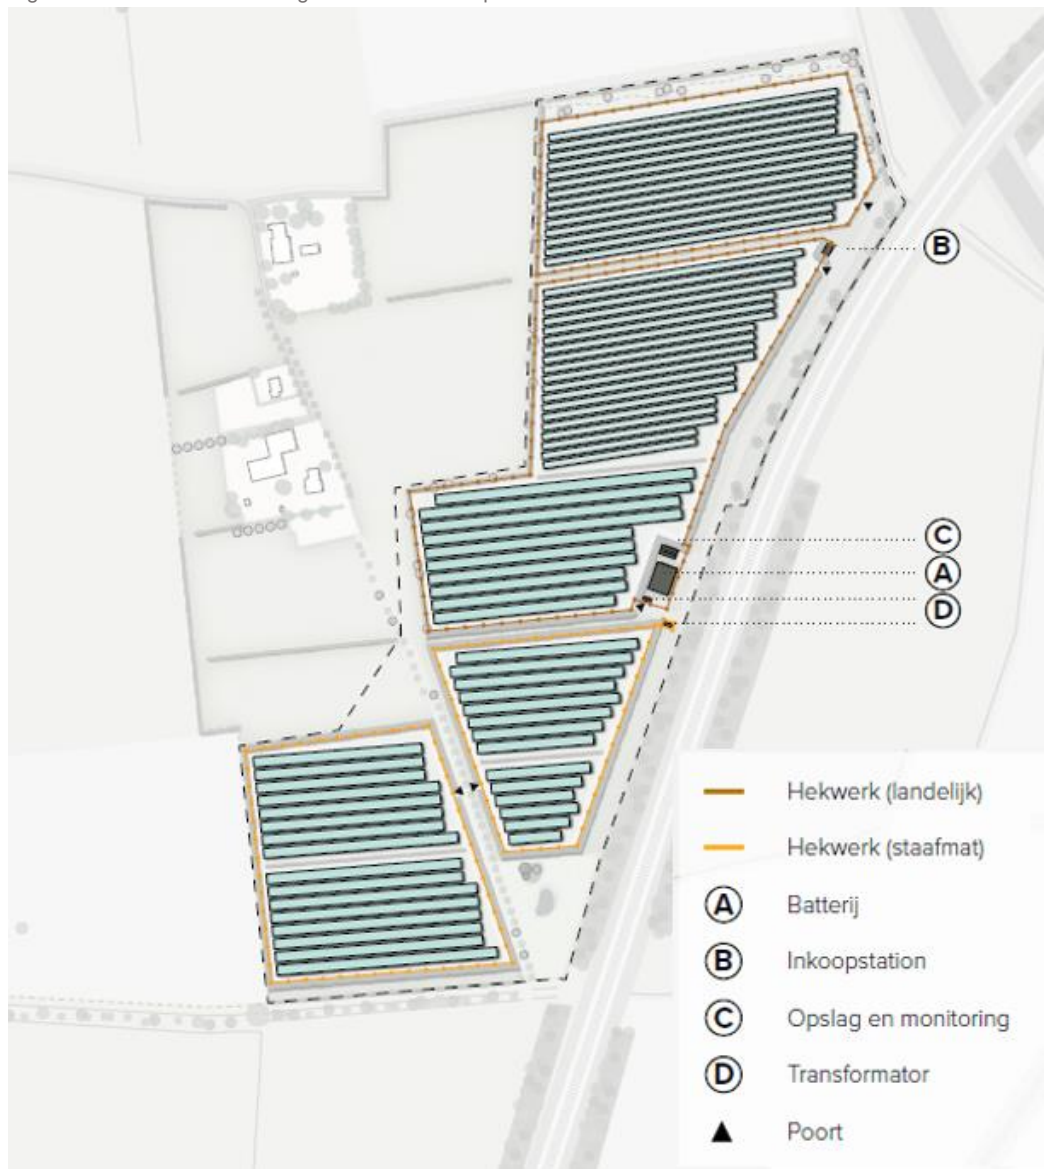 B
C
A
D
Hekwerk (landelijk)
Hekwerk (staafmat)
A Batterij
B Inkoopstation
C Opslag en monitoring
D Transformator
Poort